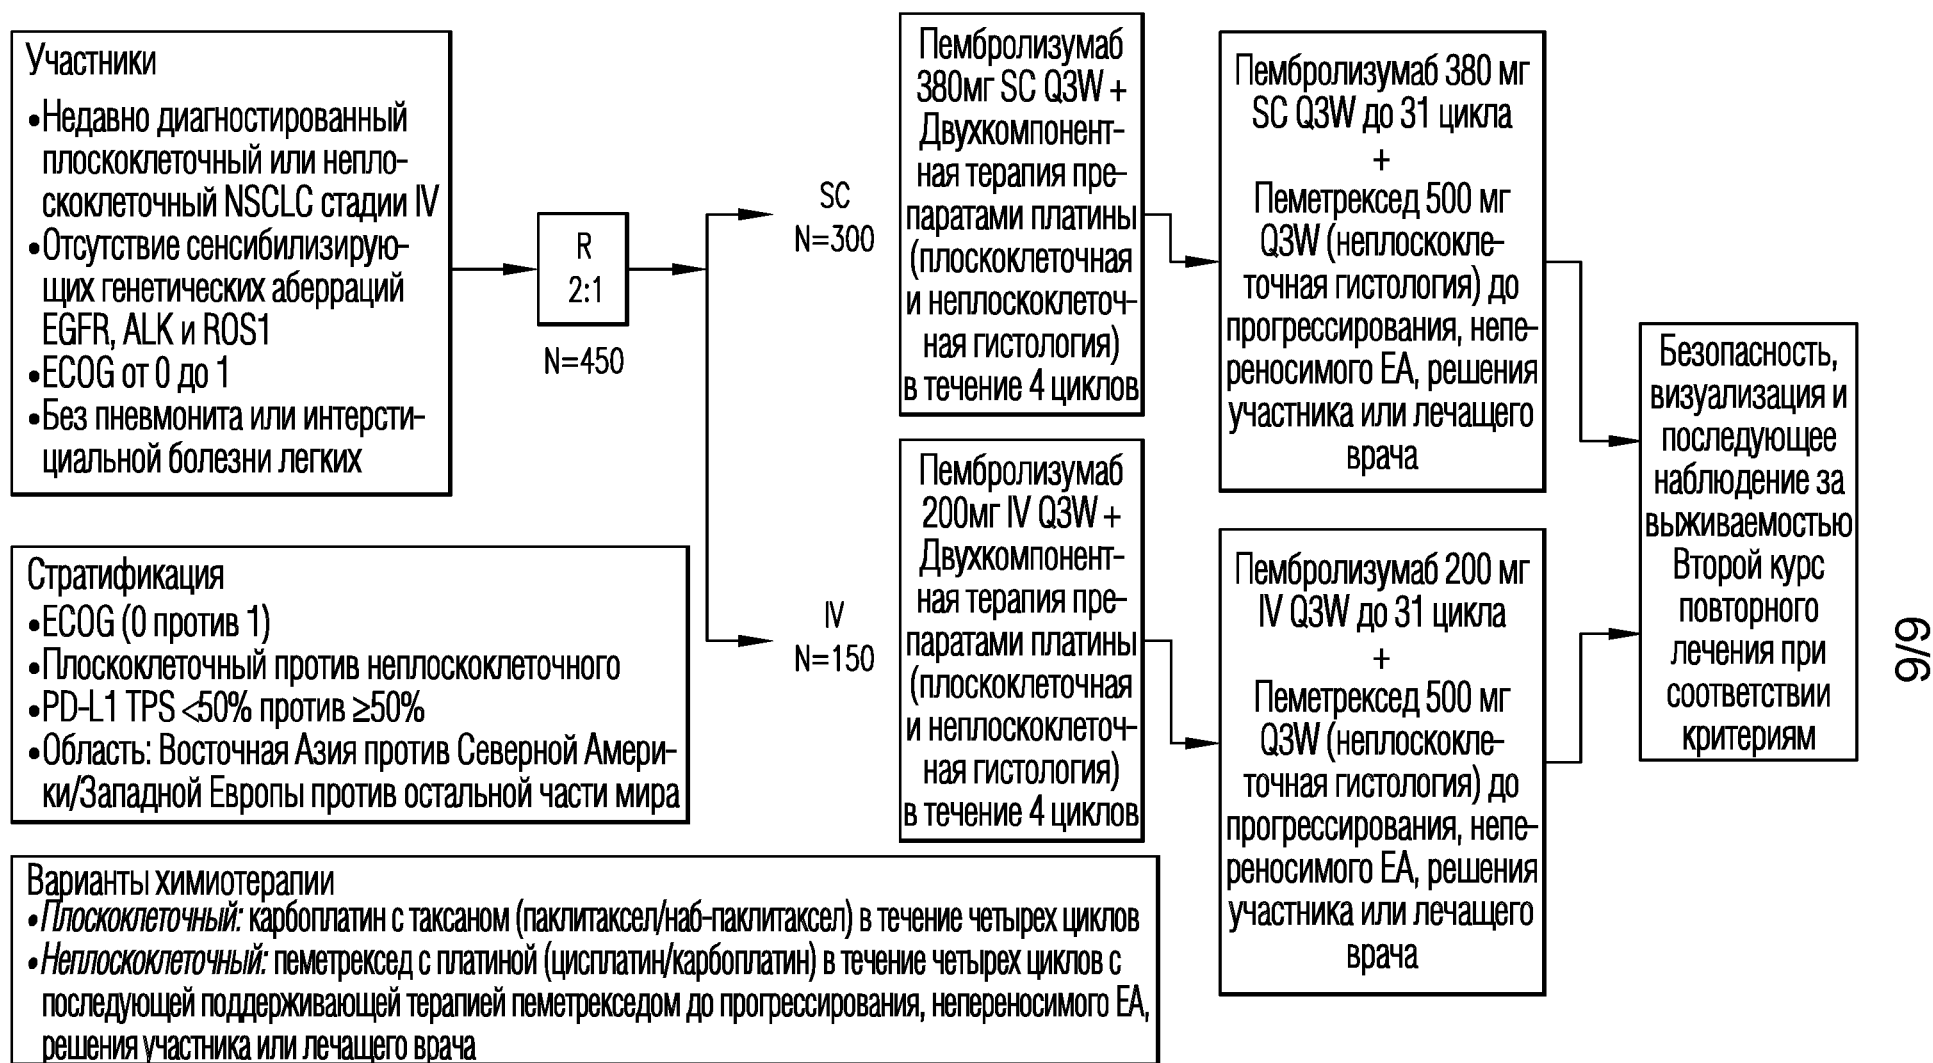 Участники
•Недавно диагностированный
плоскоклеточный или непло–
скоклеточный NSCLC стадии IV
•Отсутствие сенсибилизирую–
щих генетических аберраций
EGFR, ALK и ROS1
•ECOG от 0 до 1
•Без пневмонита или интерсти–
циальной болезни легких
R
2:1
N=450
SC
N=300
IV
N=150
Пембролизумаб
380мг SC Q3W +
Двухкомпонент–
ная терапия пре–
паратами платины
(плоскоклеточная
и неплоскоклеточ–
ная гистология)
в течение 4 циклов
Пембролизумаб 380 мг
SC Q3W до 31 цикла
+
Пеметрексед 500 мг
Q3W (неплоскокле–
точная гистология) до
прогрессирования, непе–
реносимого ЕА, решения
участника или лечащего
врача
Пембролизумаб
200мг IV Q3W +
Двухкомпонент–
ная терапия пре–
паратами платины
(плоскоклеточная
и неплоскоклеточ–
ная гистология)
в течение 4 циклов
Пембролизумаб 200 мг
IV Q3W до 31 цикла
+
Пеметрексед 500 мг
Q3W (неплоскокле–
точная гистология) до
прогрессирования, непе–
реносимого ЕА, решения
участника или лечащего
врача
Безопасность,
визуализация и
последующее
наблюдение за
выживаемостью
Второй курс
повторного
лечения при
соответствии
критериям
Стратификация
•ECOG (0 против 1)
•Плоскоклеточный против неплоскоклеточного
•PD–L1 TPS <50% против ≥50%
•Область: Восточная Азия против Северной Амери–
ки/Западной Европы против остальной части мира
Варианты химиотерапии
•Плоскоклеточный: карбоплатин с таксаном (паклитаксел/наб–паклитаксел) в течение четырех циклов
•Неплоскоклеточный: пеметрексед с платиной (цисплатин/карбоплатин) в течение четырех циклов с
последующей поддерживающей терапией пеметрекседом до прогрессирования, непереносимого ЕА,
решения участника или лечащего врача
6/6